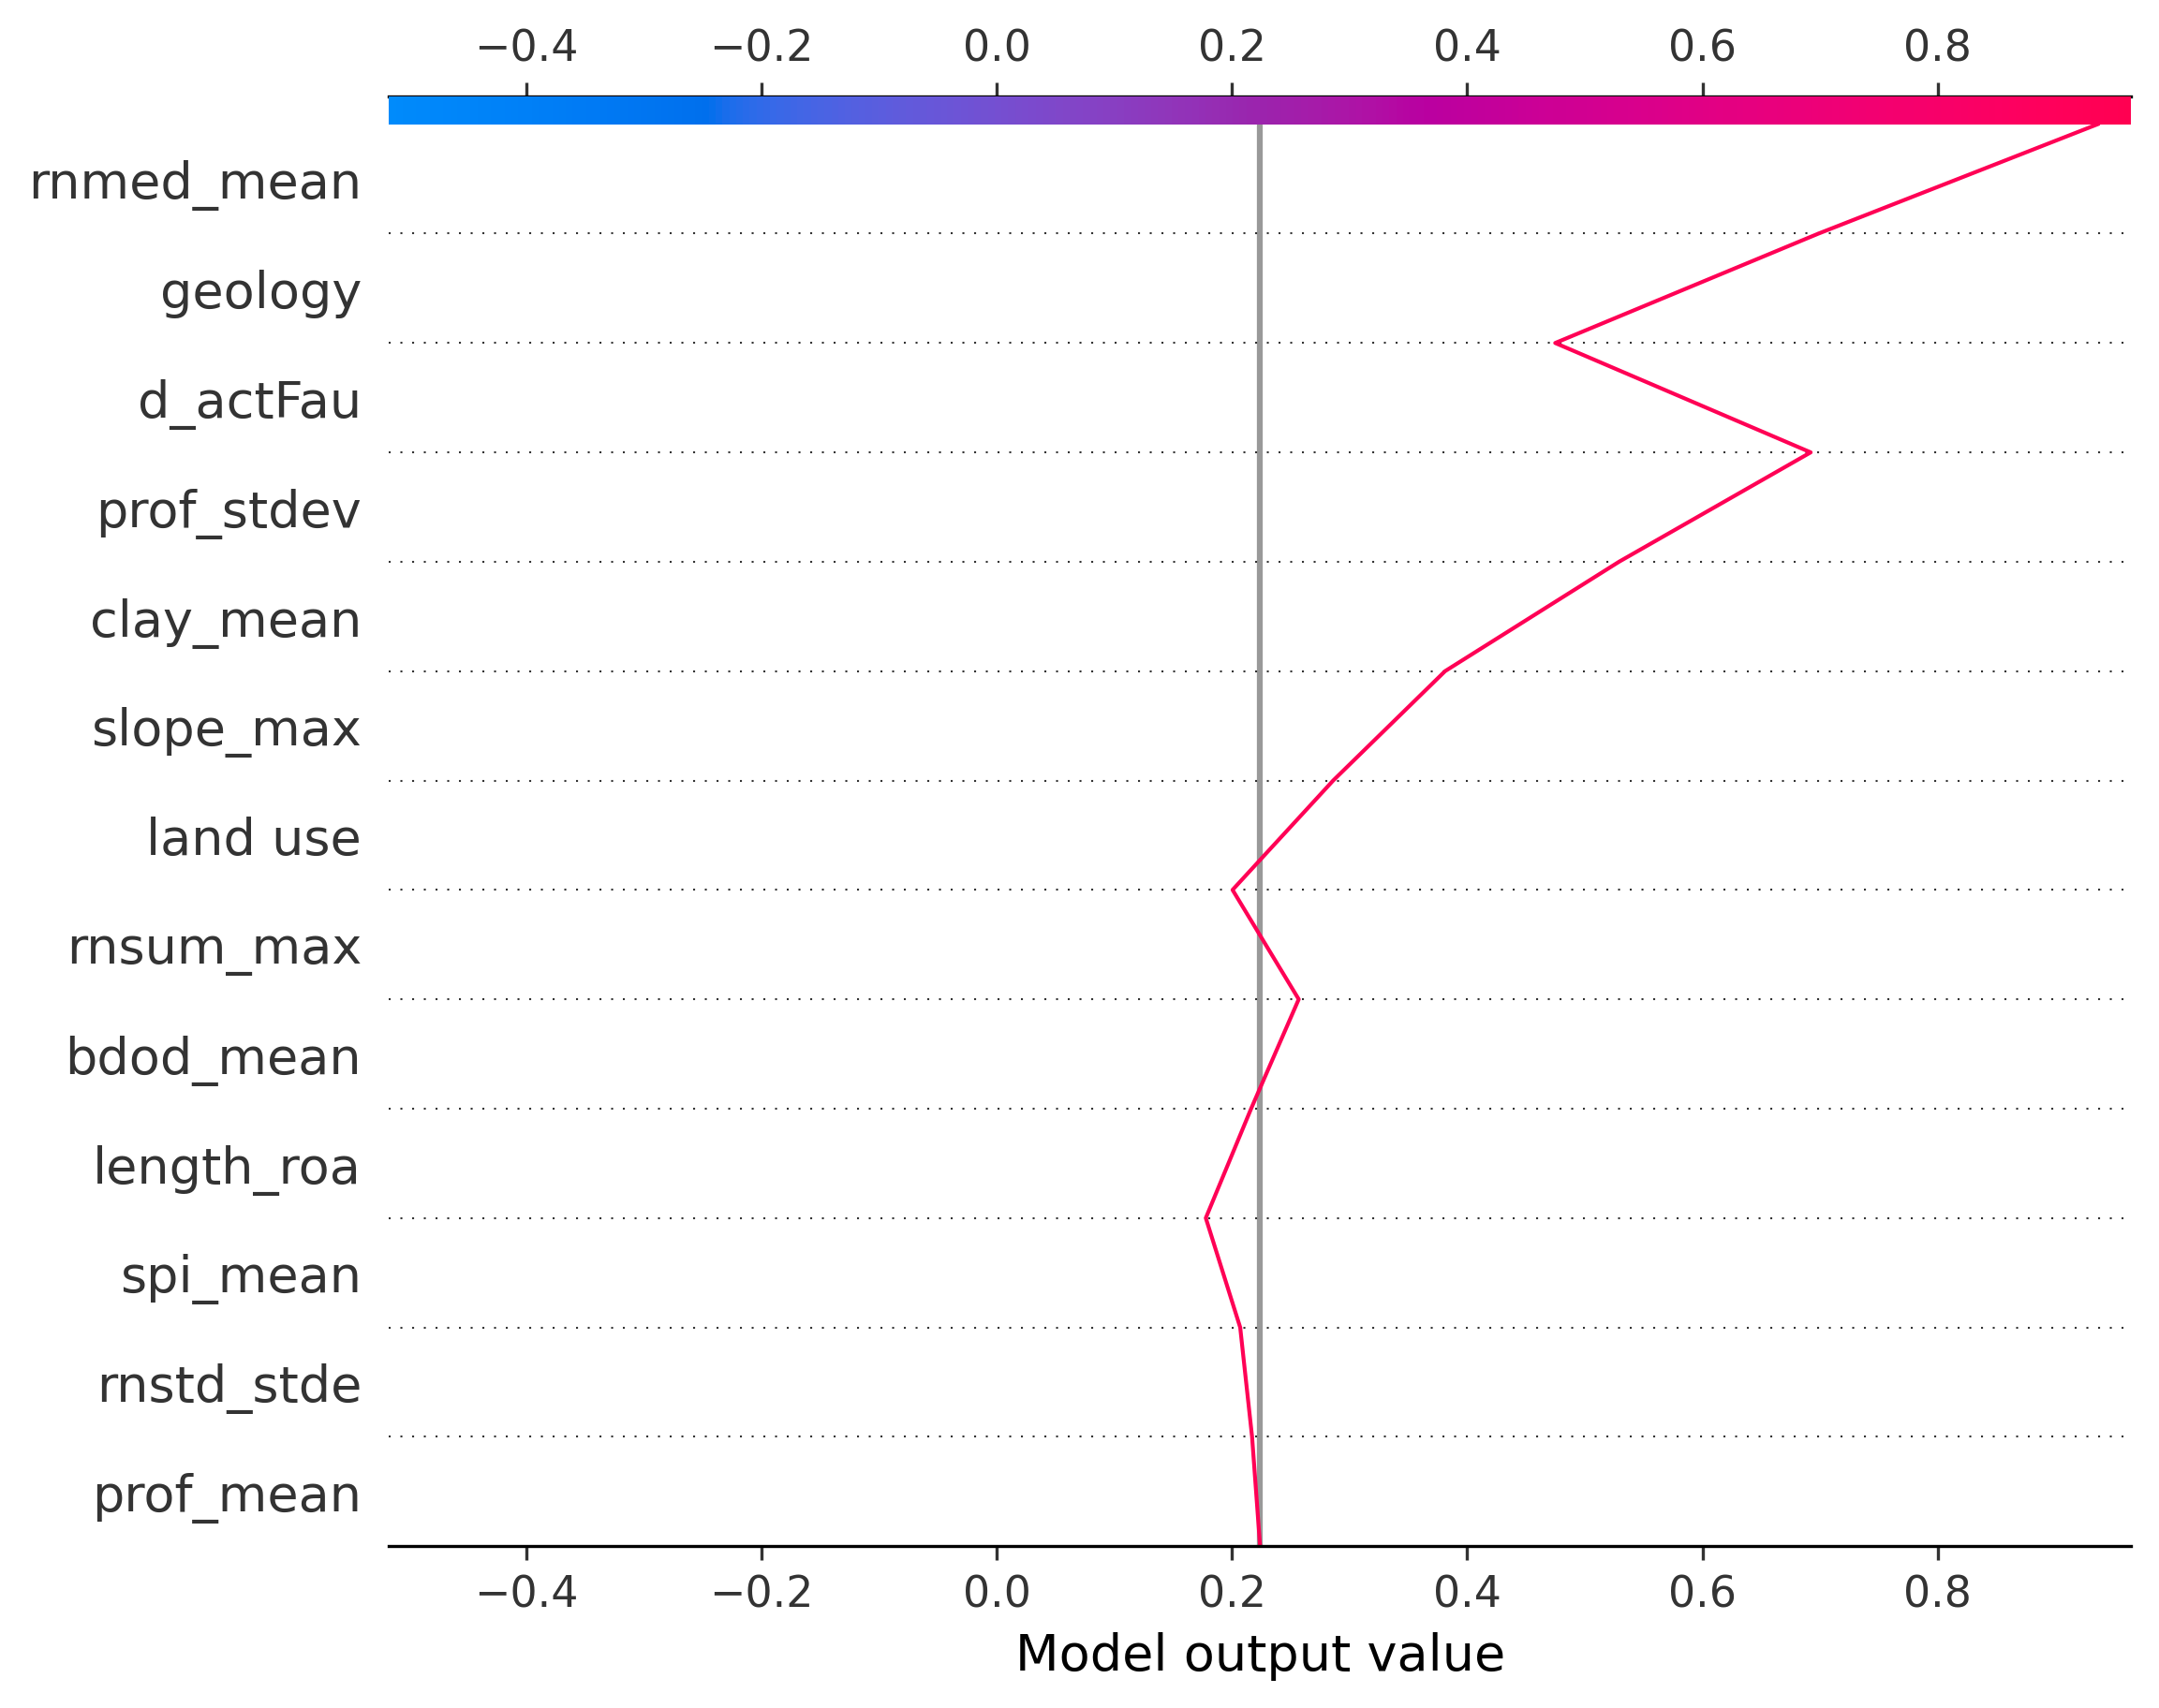 −0.4 −0.2 0.0 0.2 0.4 0.6 0.8
rnmed_mean
geology
d_actFau
prof_stdev
clay_mean
slope_max
land use
rnsum_max
bdod_mean
length_roa
spi_mean
rnstd_stde
prof_mean
−0.4 −0.2 0.0 0.2 0.4 0.6 0.8
Model output value